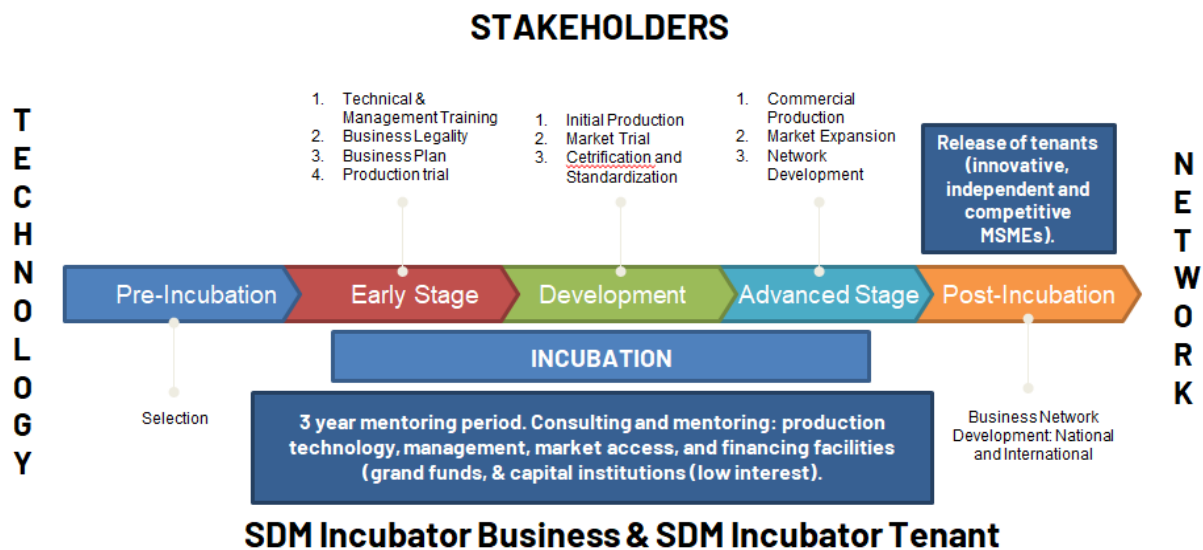 STAKEHOLDERS
TECHNOLOGY
1. Technical &
Management Training
2. Business Legality
3. Business Plan
4. Production trial
1. Initial Production
2. Market Trial
3. Cetrification and
Standardization
1. Commercial
Production
2. Market Expansion
3. Network
Development
Release of tenants
(innovative,
independent and
competitive
MSMEs).
NETWORK
Pre-Incubation
Early Stage
Development
Advanced Stage
Post-Incubation
INCUBATION
Selection
3 year mentoring period. Consulting and mentoring: production
technology, management, market access, and financing facilities
(grand funds, & capital institutions (low interest).
Business Network
Development: National
and International
SDM Incubator Business & SDM Incubator Tenant